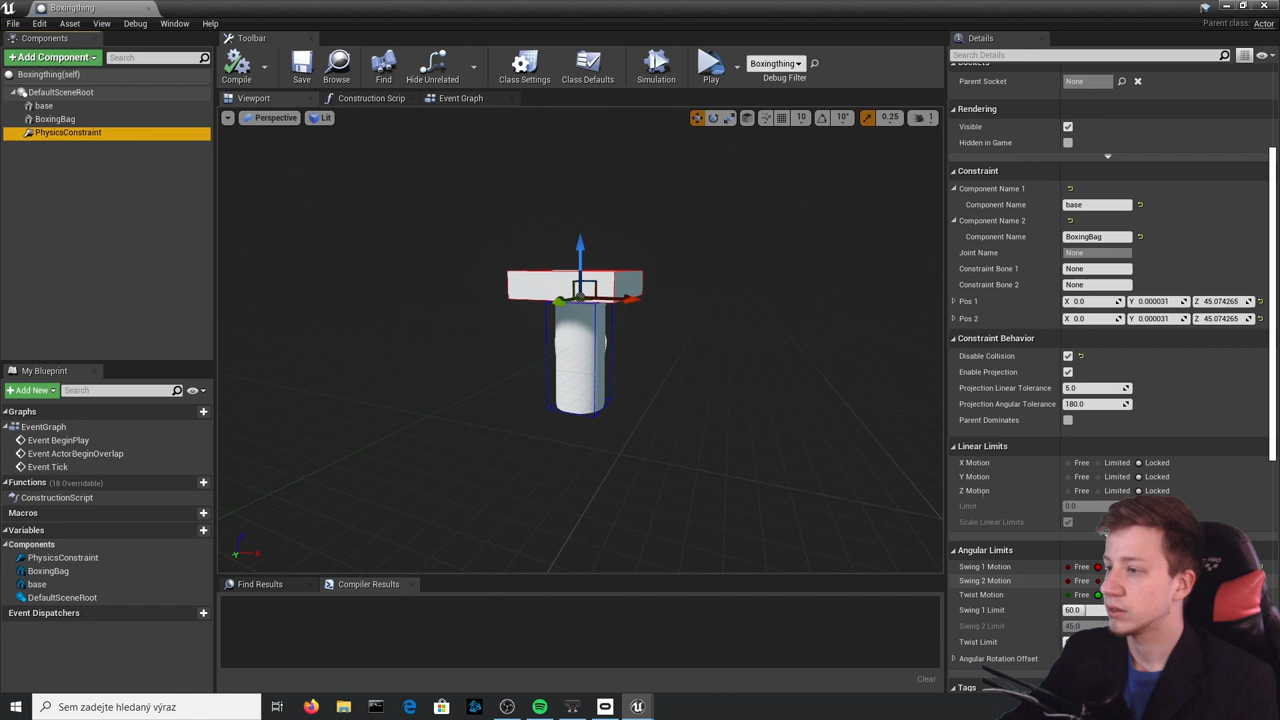 Boxingthing
File Edit Asset View Debug Window Help
Parent class: Actor
Components
Toolbar
Details
Add Component
Search
Compile
Save
Browse
Find
Hide Unrelated
Class Settings
Class Defaults
Simulation
Play
Boxingthing
Debug Filter
Search Details
Boxingthing(self)
DefaultSceneRoot
base
BoxingBag
PhysicsConstraint
Viewport
Construction Scrip
Event Graph
Perspective
Lit
10
10°
0.25
1
Sockets
Parent Socket None
Rendering
Visible
Hidden in Game
Constraint
Component Name 1
Component Name base
Component Name 2
Component Name BoxingBag
Joint Name None
Constraint Bone 1 None
Constraint Bone 2 None
Pos 1 X 0.0 Y 0.000031 Z 45.074265
Pos 2 X 0.0 Y 0.000031 Z 45.074265
Constraint Behavior
Disable Collision
Enable Projection
Projection Linear Tolerance 5.0
Projection Angular Tolerance 180.0
Parent Dominates
Linear Limits
X Motion Free Limited Locked
Y Motion Free Limited Locked
Z Motion Free Limited Locked
Limit 0.0
Scale Linear Limits
Angular Limits
Swing 1 Motion Free
Swing 2 Motion Free
Twist Motion Free
Swing 1 Limit 60.0
Swing 2 Limit 45.0
Twist Limit
Angular Rotation Offset
Tags
My Blueprint
Add New
Search
Graphs
EventGraph
Event BeginPlay
Event ActorBeginOverlap
Event Tick
Functions (18 Overridable)
ConstructionScript
Macros
Variables
Components
PhysicsConstraint
BoxingBag
base
DefaultSceneRoot
Event Dispatchers
Find Results
Compiler Results
Clear
Sem zadejte hledaný výraz